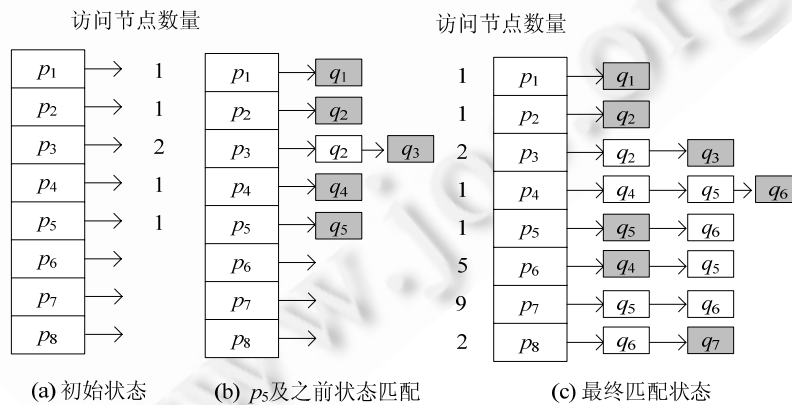 访问节点数量
p1 1
p2 1
p3 2
p4 1
p5 1
p6
p7
p8
(a) 初始状态
p1 q1
p2 q2
p3 q2 q3
p4 q4
p5 q5
p6
p7
p8
(b) p5及之前状态匹配
访问节点数量
1 p1 q1
1 p2 q2
2 p3 q2 q3
1 p4 q4 q5 q6
1 p5 q5 q6
5 p6 q4 q5
9 p7 q5 q6
2 p8 q6 q7
(c) 最终匹配状态